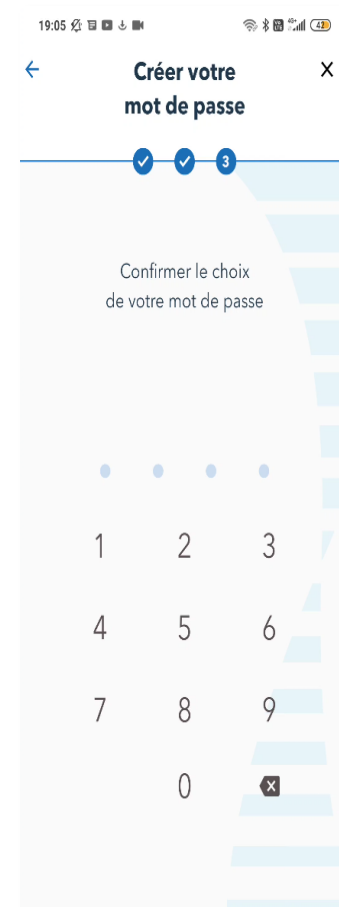 19:05 4G+ 42
Créer votre
mot de passe
3
Confirmer le choix
de votre mot de passe
1 2 3
4 5 6
7 8 9
0